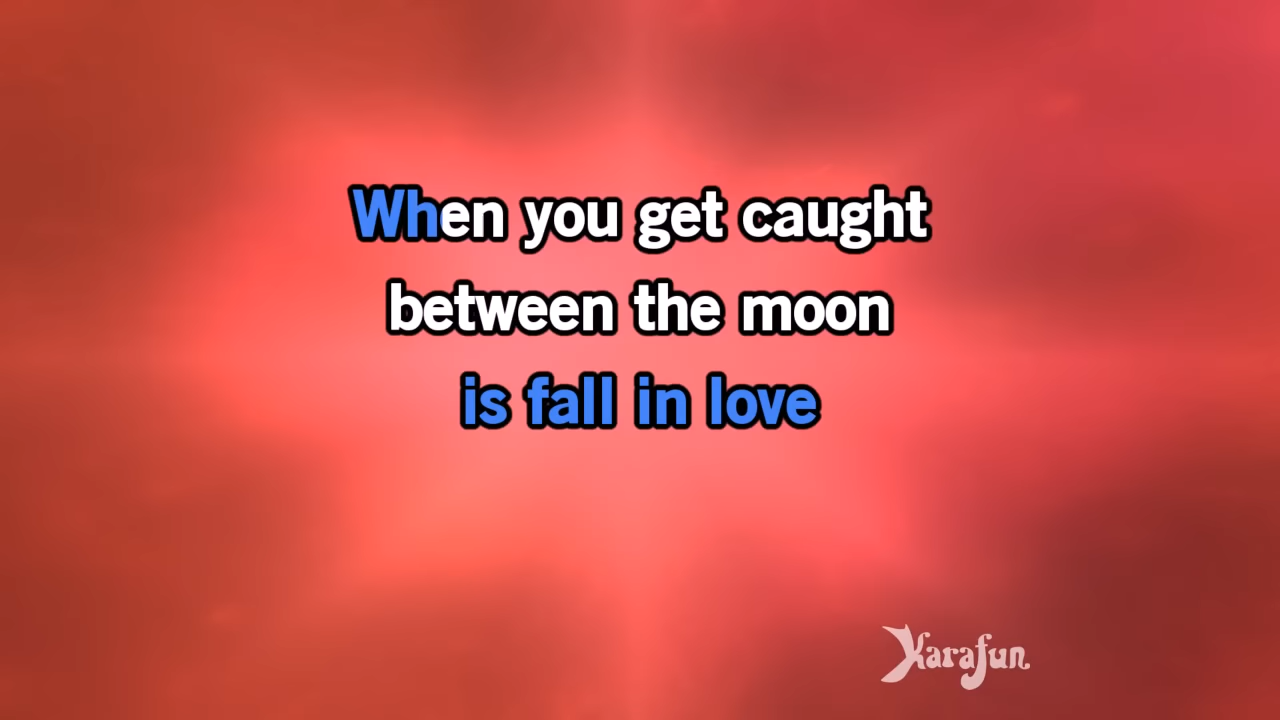 When you get caught
between the moon
is fall in love
Karafun